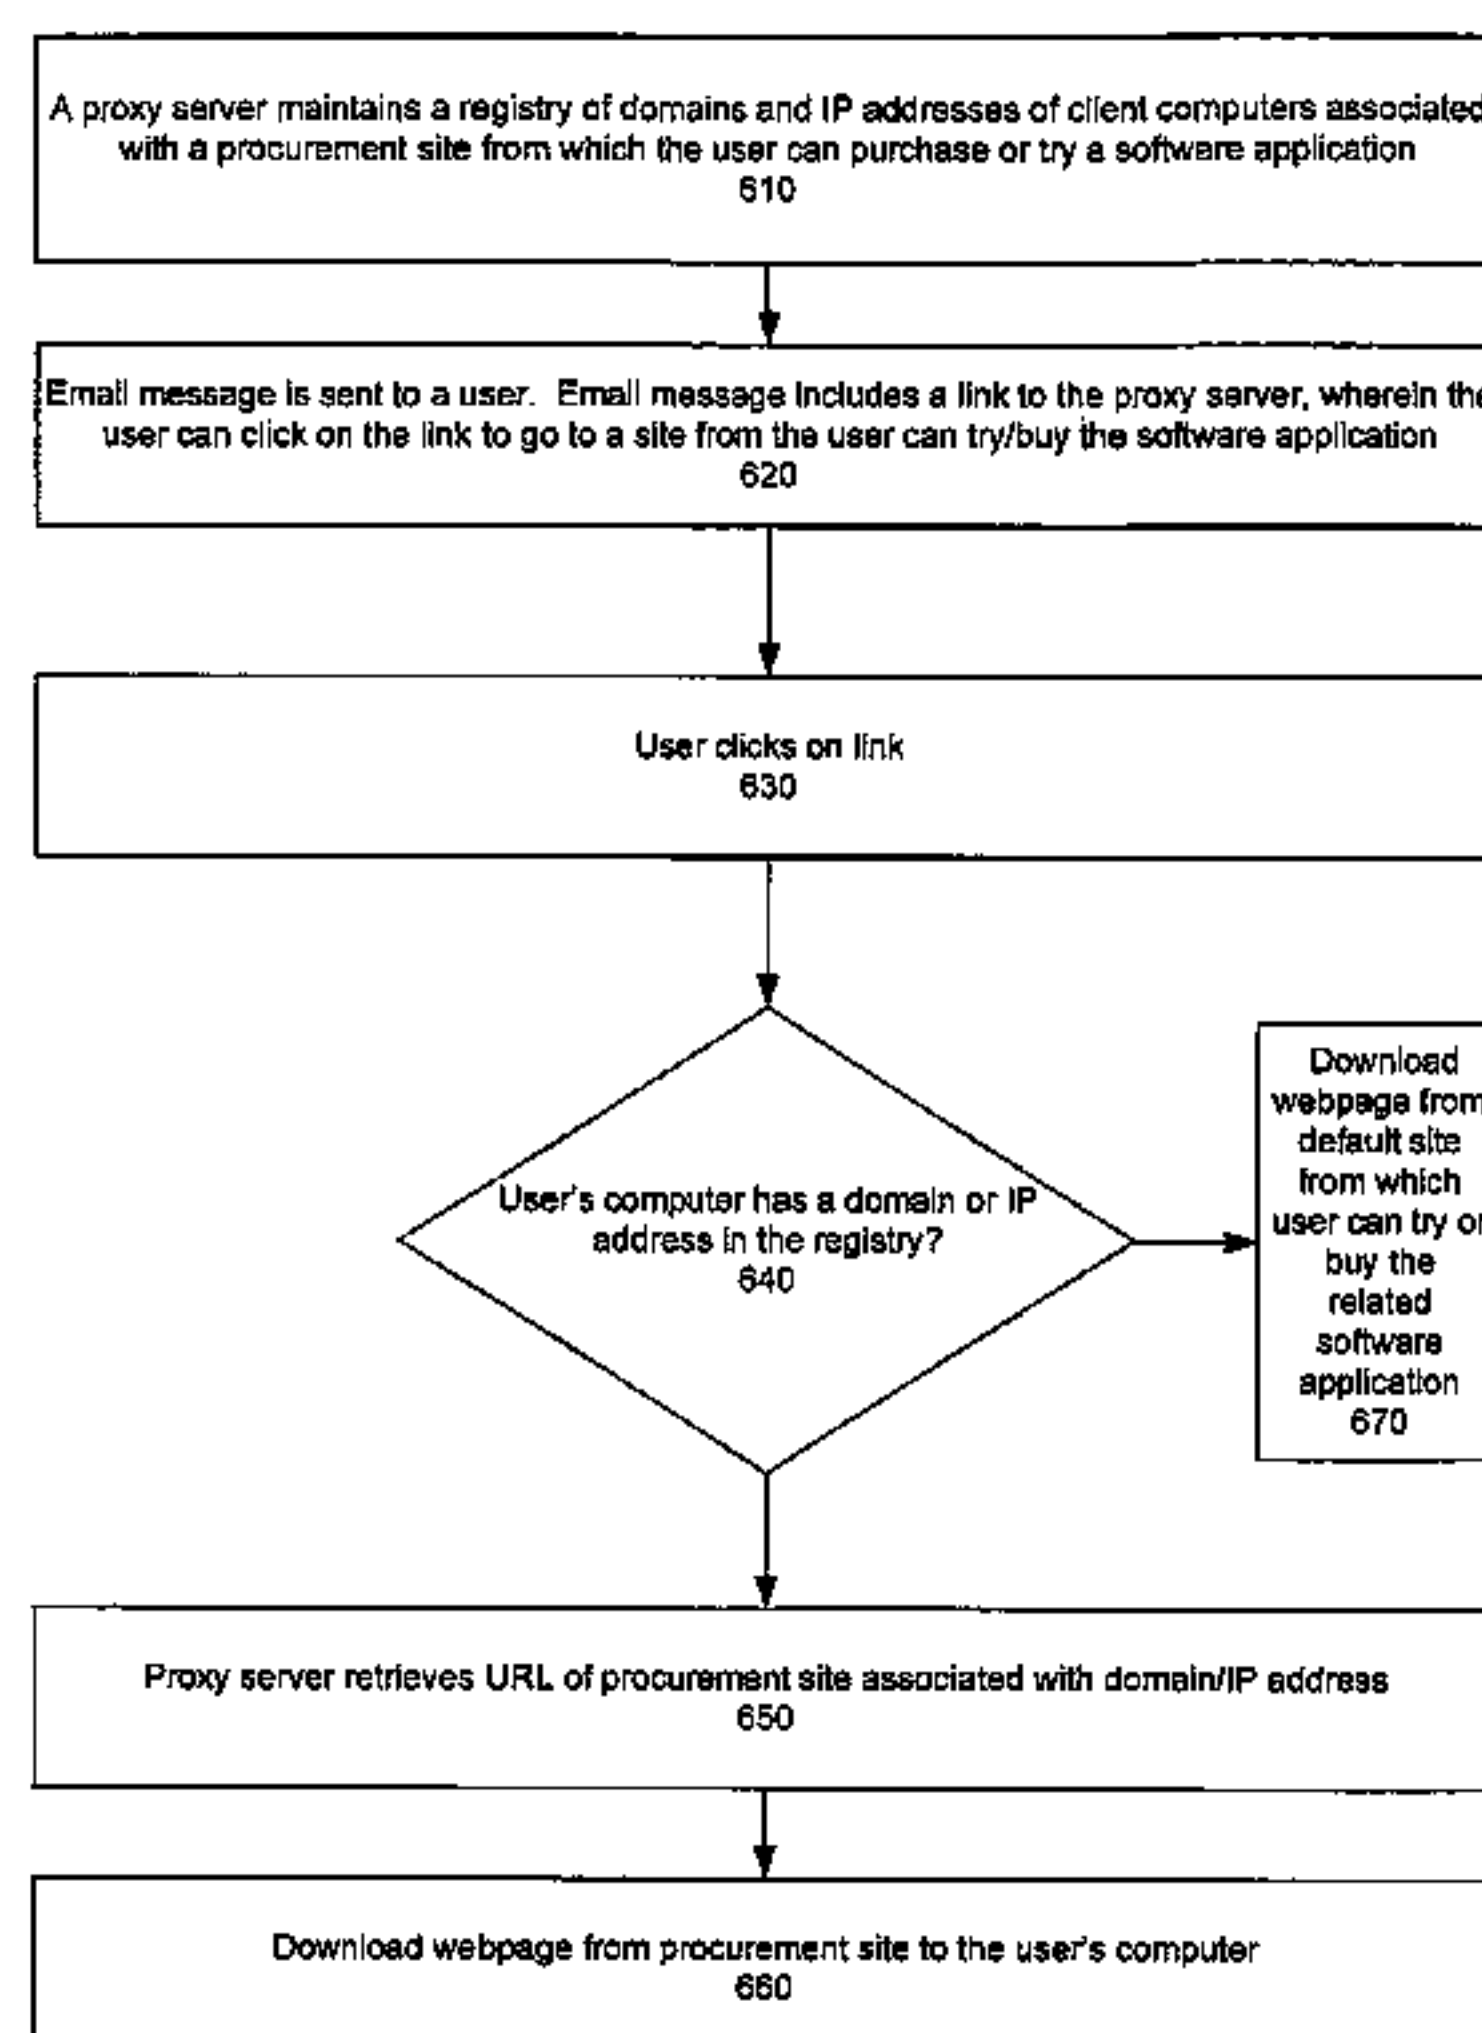 A proxy server maintains a registry of domains and IP addresses of client computers associated
with a procurement site from which the user can purchase or try a software application
610
Email message is sent to a user. Email message includes a link to the proxy server, wherein the
user can click on the link to go to a site from the user can try/buy the software application
620
User clicks on link
630
User's computer has a domain or IP
address in the registry?
640
Download
webpage from
default site
from which
user can try or
buy the
related
software
application
670
Proxy server retrieves URL of procurement site associated with domain/IP address
650
Download webpage from procurement site to the user's computer
660